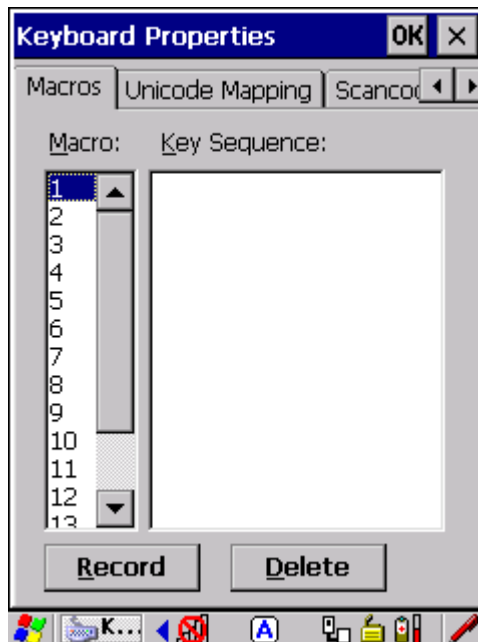 Keyboard Properties OK
Macros Unicode Mapping Scancod
Macro: Key Sequence:
1
2
3
4
5
6
7
8
9
10
11
12
13
Record Delete
K... A